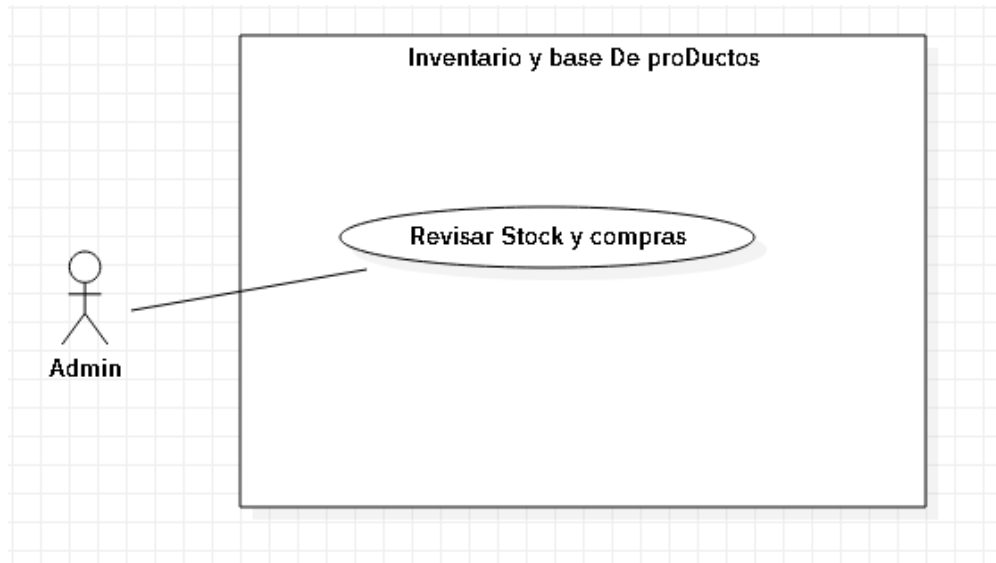 Inventario y base De proDuctos
Revisar Stock y compras
Admin